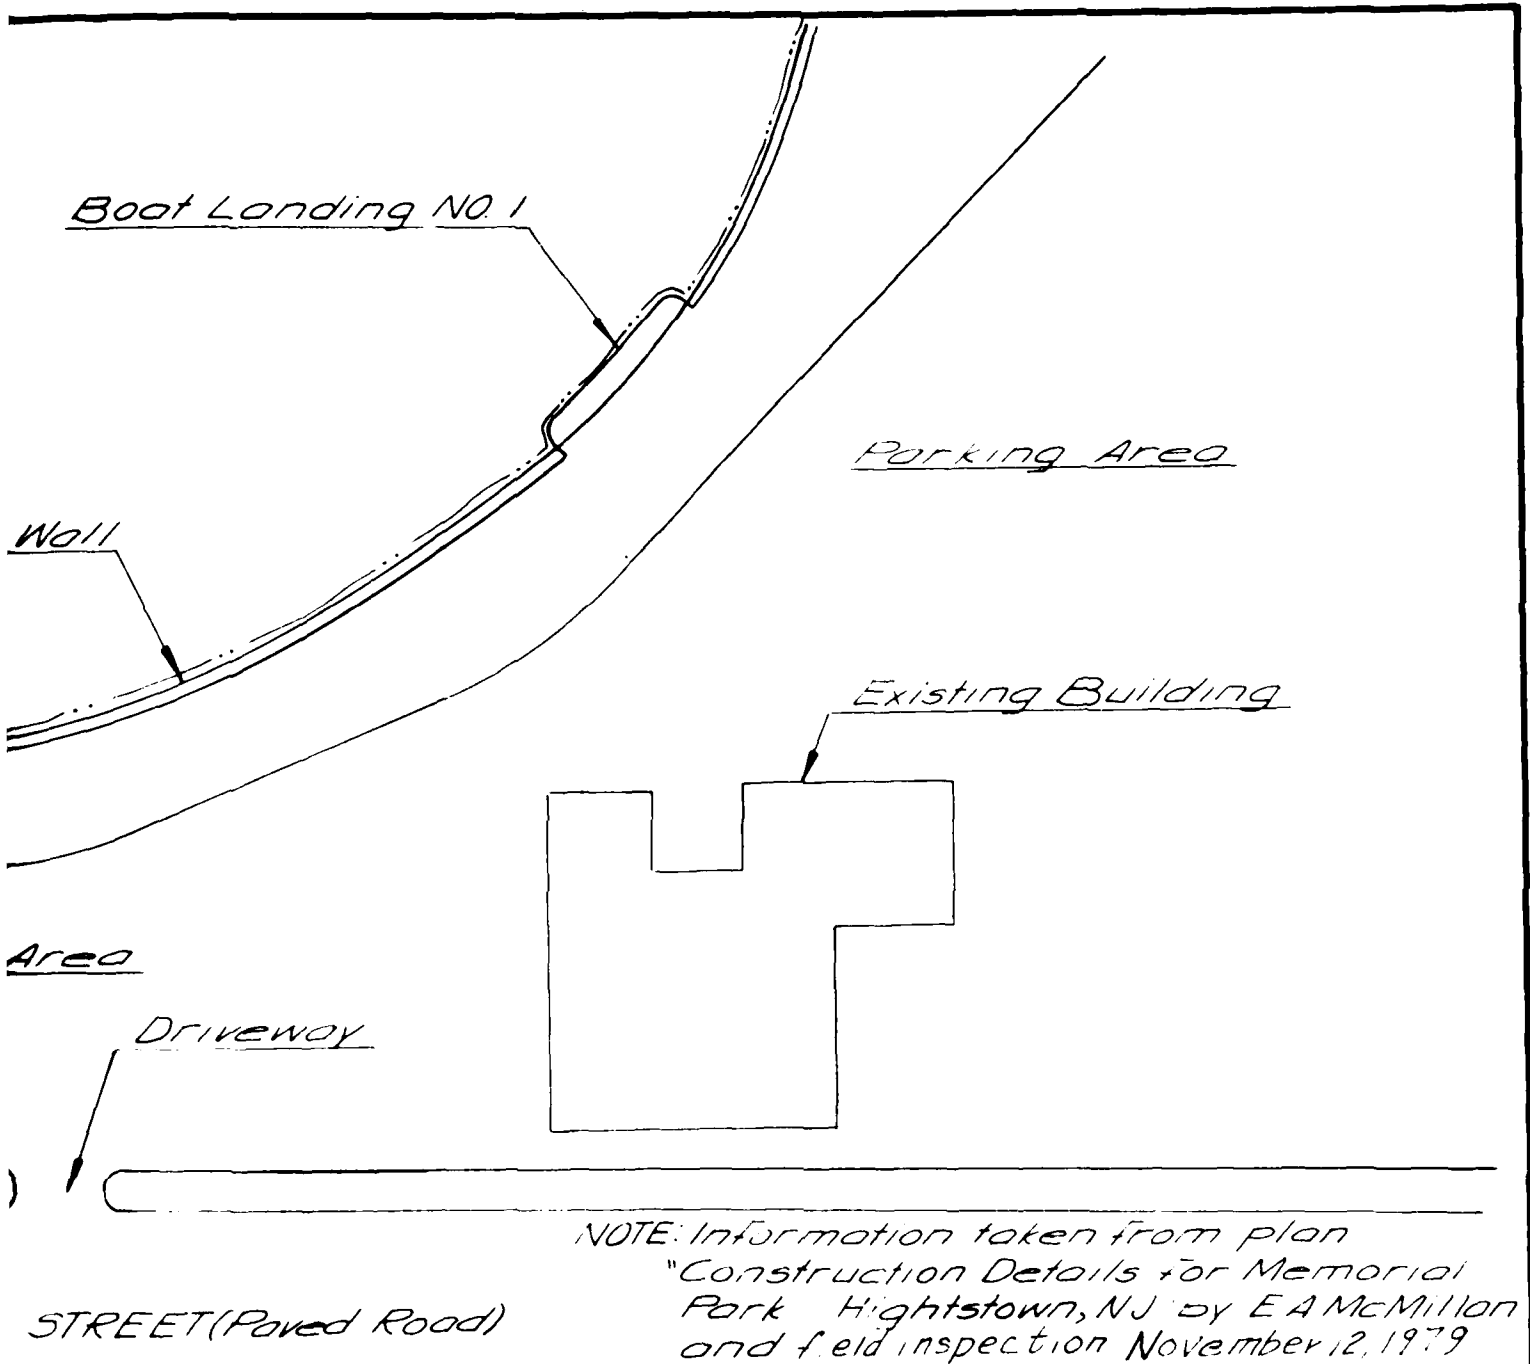 Boat Landing NO. 1
Parking Area
Wall
Existing Building
Area
Driveway
NOTE: Information taken from plan
"Construction Details for Memorial
Park Hightstown, NJ by E A McMillan
and field inspection November 12, 1979
STREET (Paved Road)